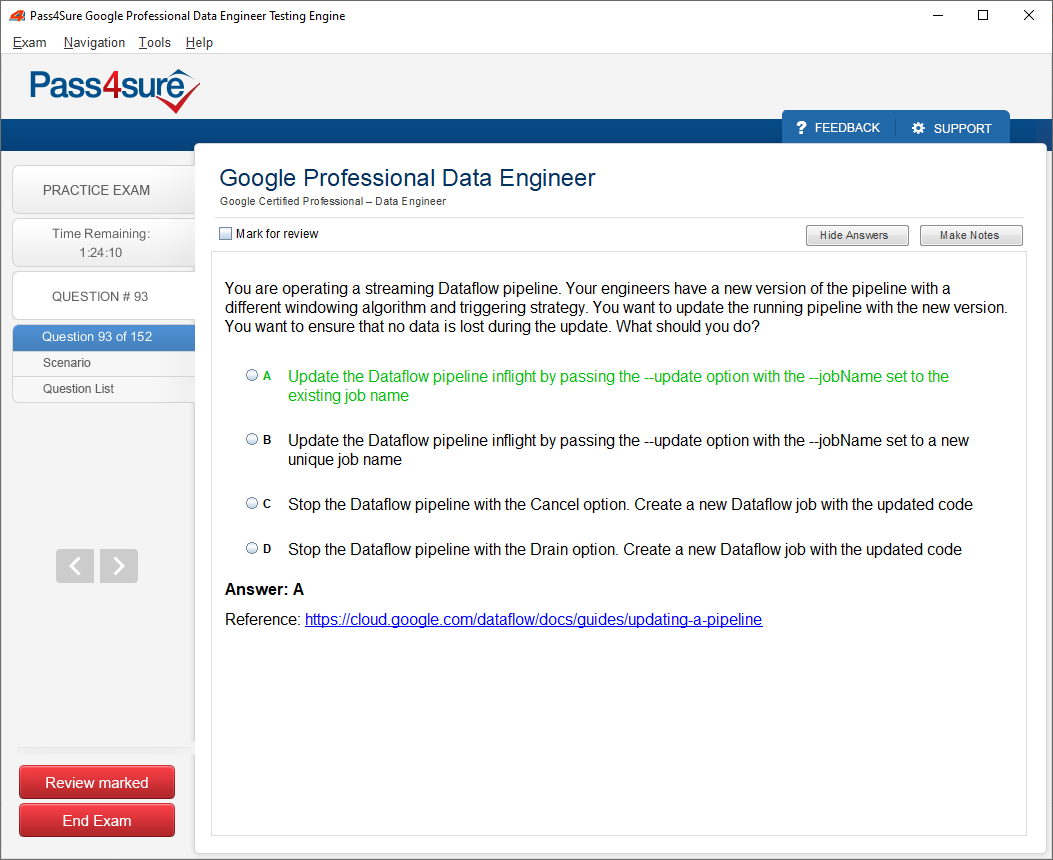 Pass4Sure Google Professional Data Engineer Testing Engine
Exam Navigation Tools Help
Pass4sure
? FEEDBACK SUPPORT
PRACTICE EXAM
Time Remaining:
1:24:10
QUESTION # 93
Question 93 of 152
Scenario
Question List
Review marked
End Exam
Google Professional Data Engineer
Google Certified Professional – Data Engineer
Mark for review
Hide Answers Make Notes
You are operating a streaming Dataflow pipeline. Your engineers have a new version of the pipeline with a
different windowing algorithm and triggering strategy. You want to update the running pipeline with the new version.
You want to ensure that no data is lost during the update. What should you do?
A Update the Dataflow pipeline inflight by passing the --update option with the --jobName set to the
existing job name
B Update the Dataflow pipeline inflight by passing the --update option with the --jobName set to a new
unique job name
C Stop the Dataflow pipeline with the Cancel option. Create a new Dataflow job with the updated code
D Stop the Dataflow pipeline with the Drain option. Create a new Dataflow job with the updated code
Answer: A
Reference: https://cloud.google.com/dataflow/docs/guides/updating-a-pipeline